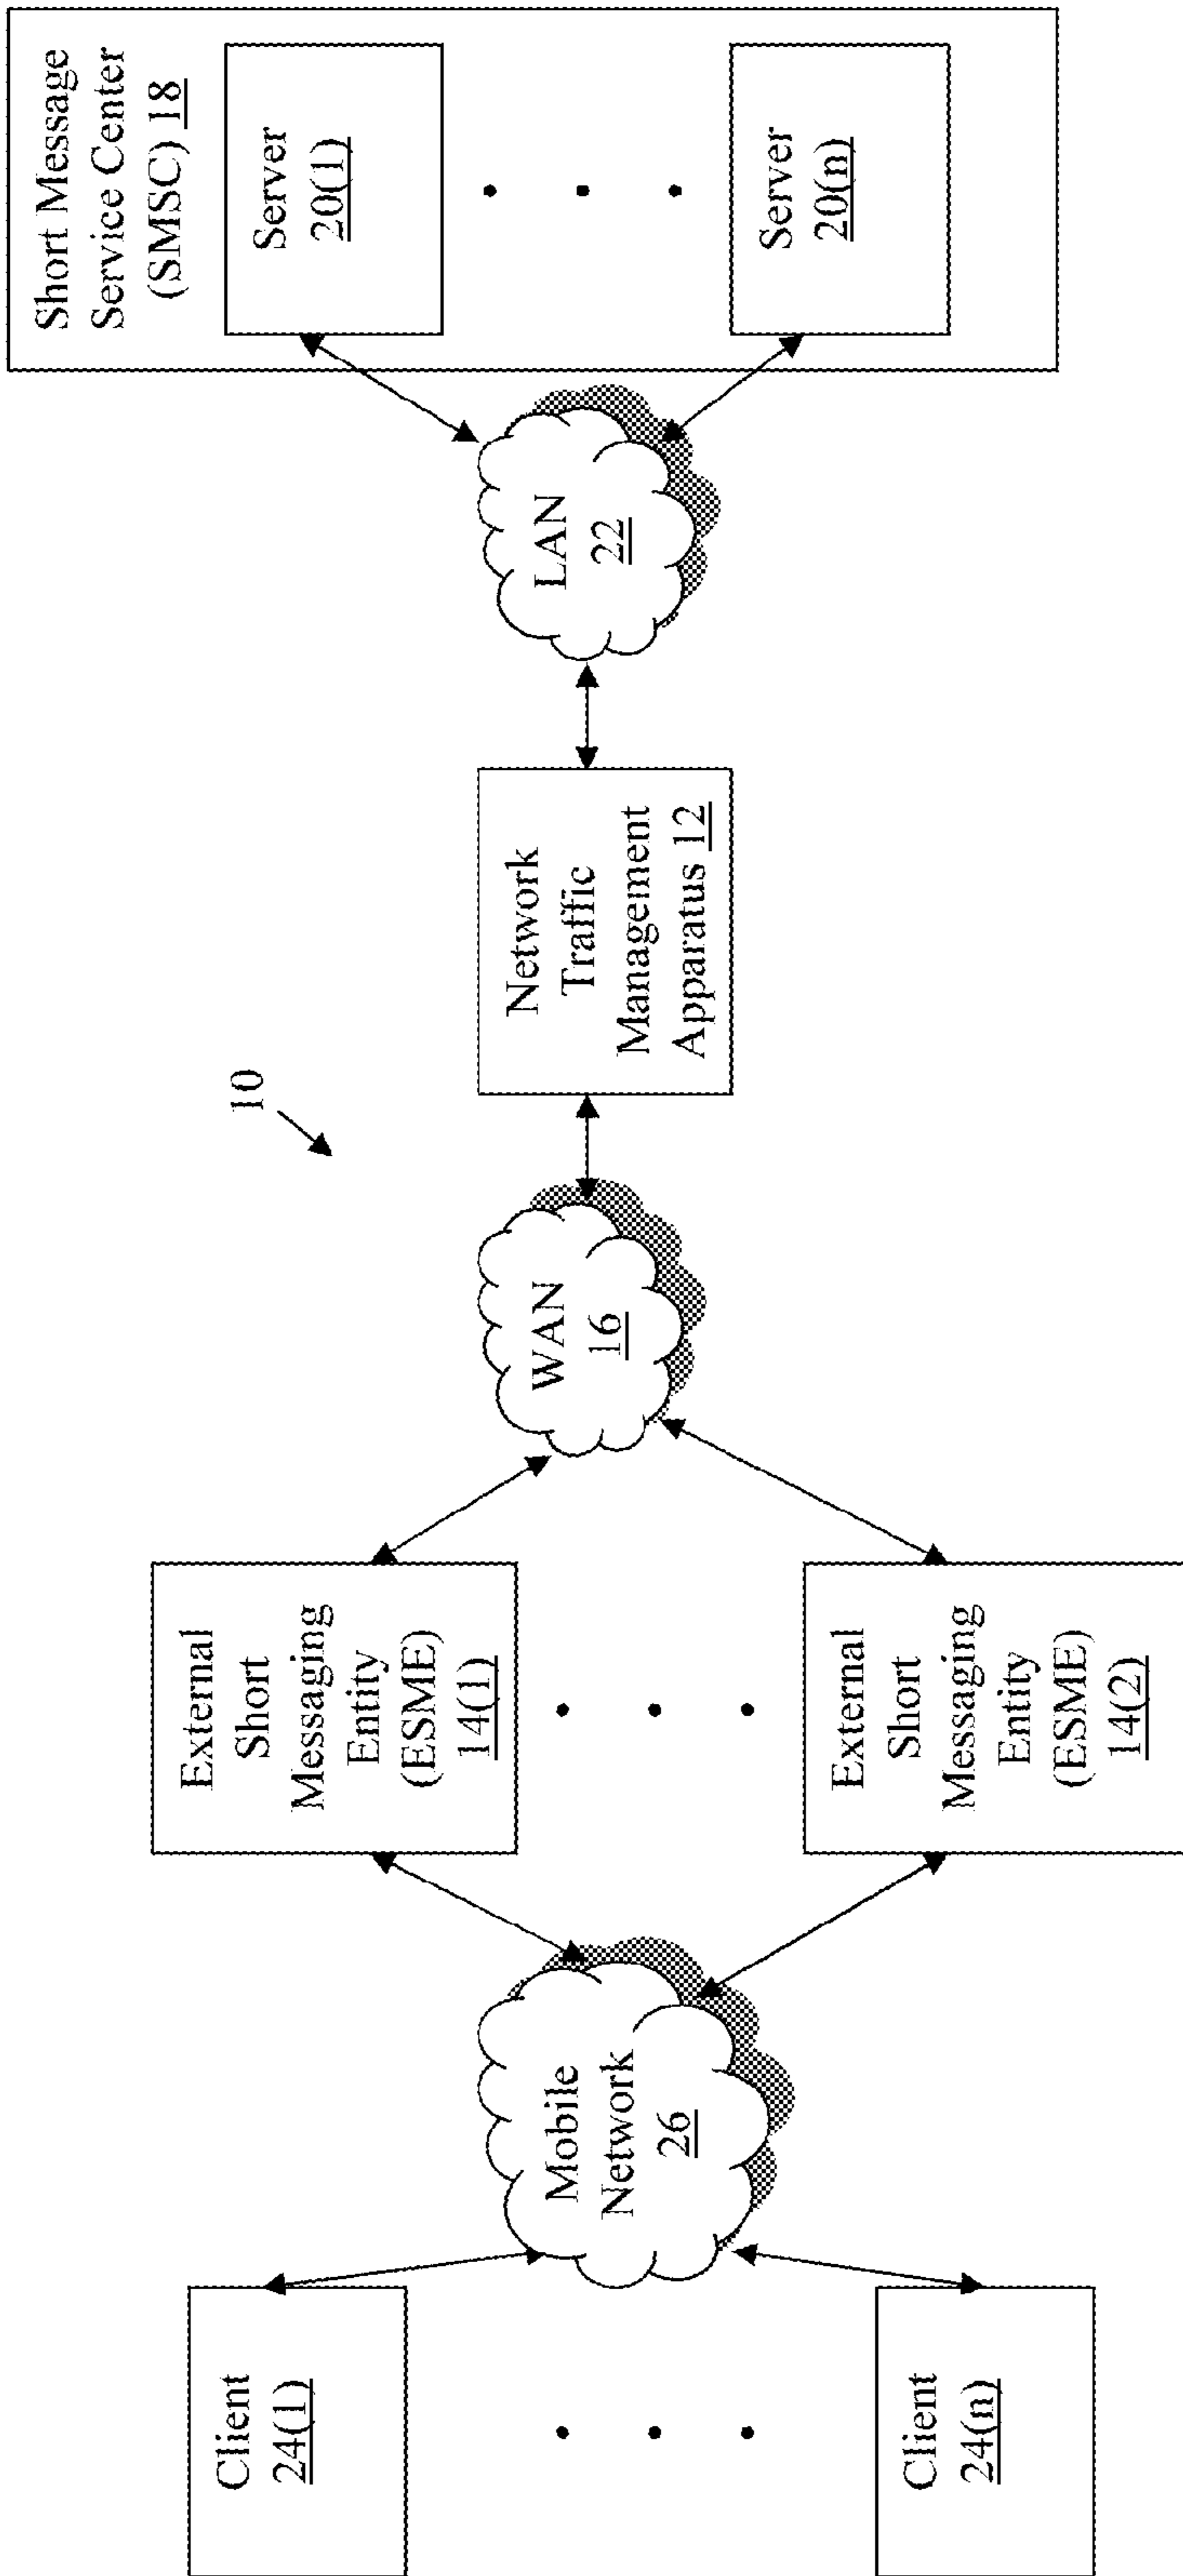 Client
24(1)
Client
24(n)
Mobile
Network
26
External
Short
Messaging
Entity
(ESME)
14(1)
External
Short
Messaging
Entity
(ESME)
14(2)
WAN
16
10
Network
Traffic
Management
Apparatus 12
LAN
22
Short Message
Service Center
(SMSC) 18
Server
20(1)
Server
20(n)